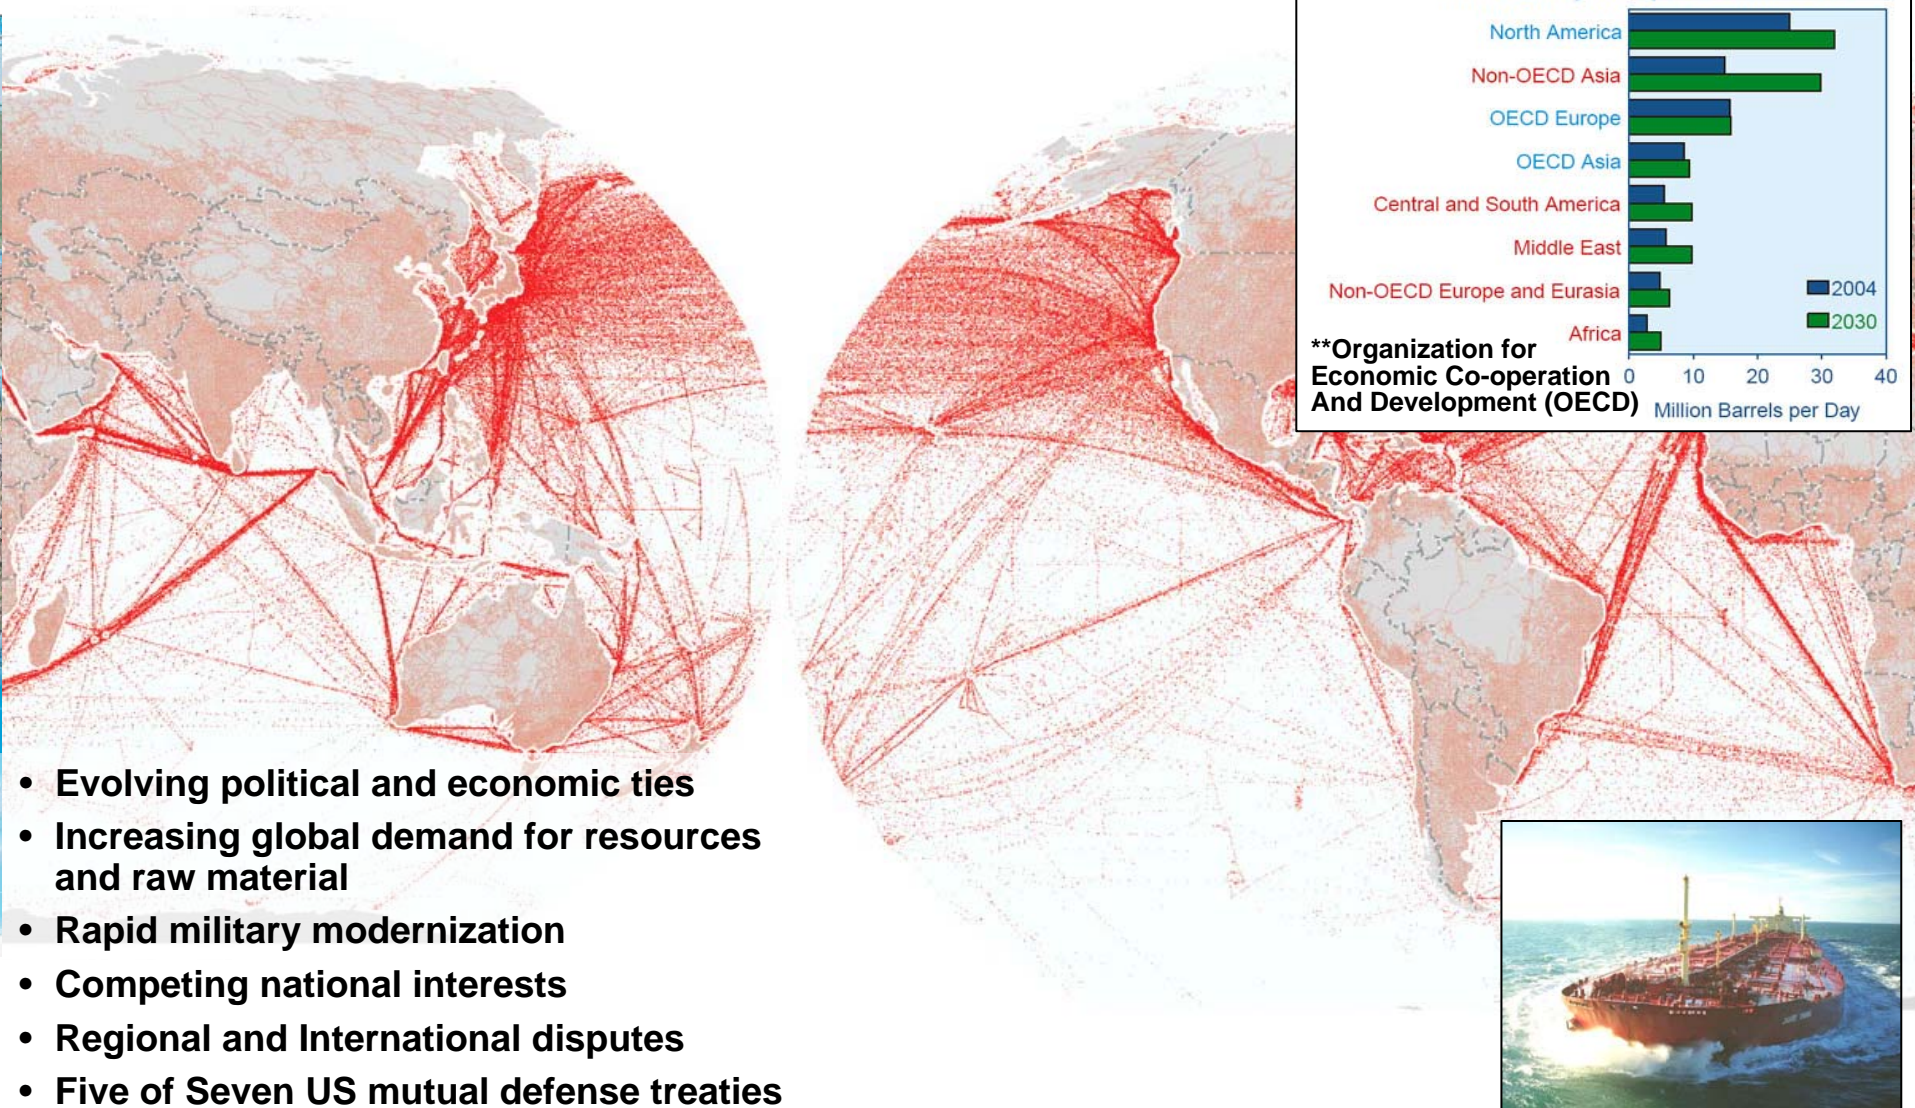 North America
Non-OECD Asia
OECD Europe
OECD Asia
Central and South America
Middle East
Non-OECD Europe and Eurasia
Africa
2004
2030
0 10 20 30 40
Million Barrels per Day
**Organization for
Economic Co-operation
And Development (OECD)
• Evolving political and economic ties
• Increasing global demand for resources
and raw material
• Rapid military modernization
• Competing national interests
• Regional and International disputes
• Five of Seven US mutual defense treaties